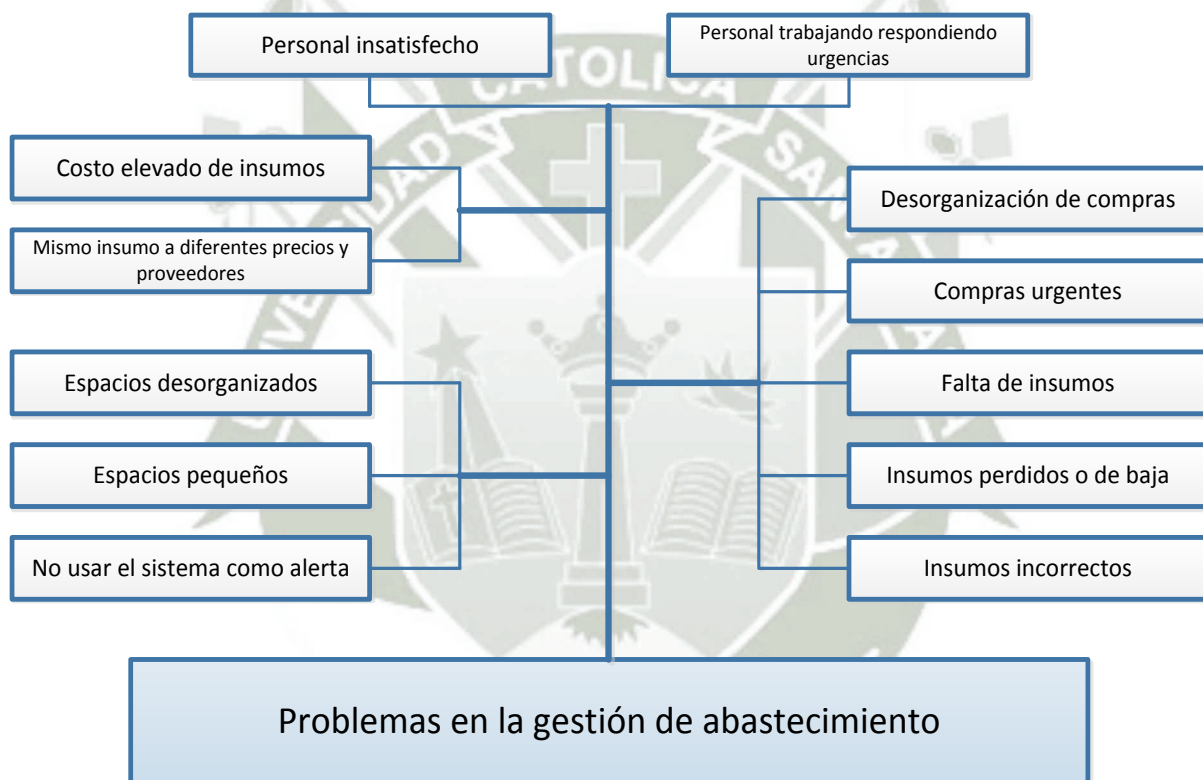 Personal insatisfecho
Personal trabajando respondiendo
urgencias
CATOLICA
Costo elevado de insumos
Mismo insumo a diferentes precios y
proveedores
Espacios desorganizados
Espacios pequeños
No usar el sistema como alerta
Desorganización de compras
Compras urgentes
Falta de insumos
Insumos perdidos o de baja
Insumos incorrectos
Problemas en la gestión de abastecimiento